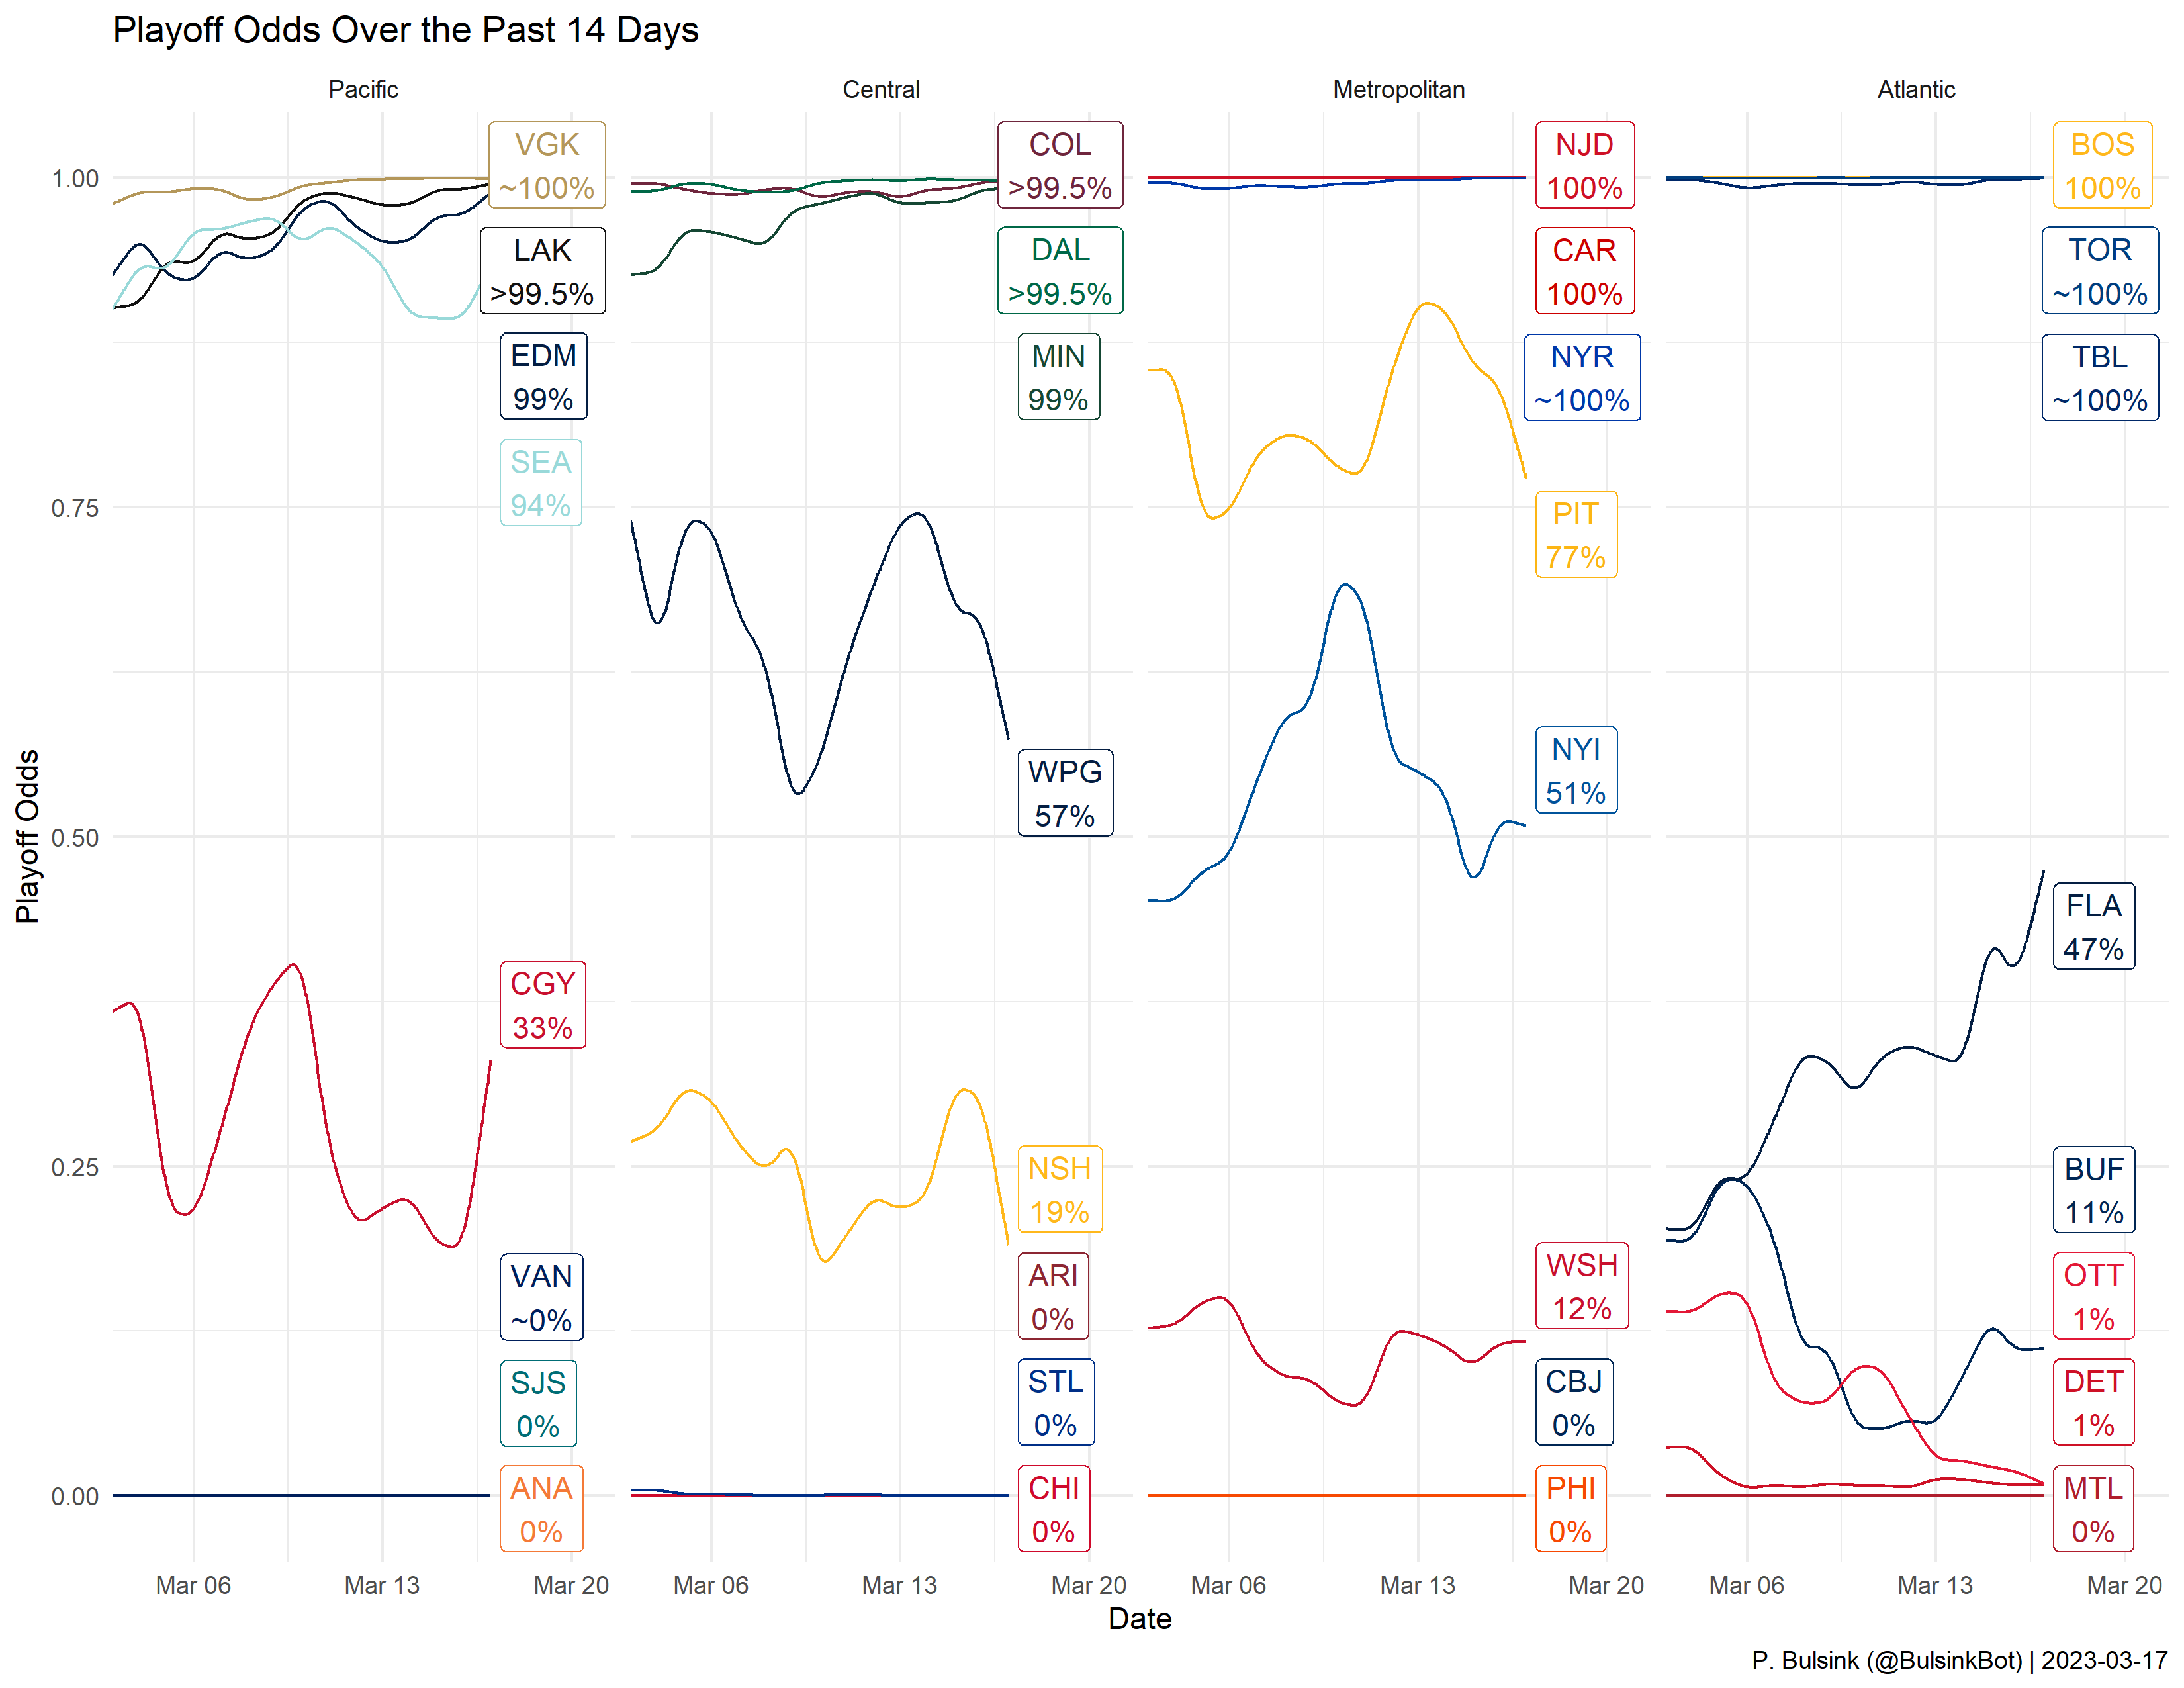 Playoff Odds Over the Past 14 Days
Pacific
Central
Metropolitan
Atlantic
Playoff Odds
1.00
0.75
0.50
0.25
0.00
VGK
~100%
LAK
>99.5%
EDM
99%
SEA
94%
CGY
33%
VAN
~0%
SJS
0%
ANA
0%
COL
>99.5%
DAL
>99.5%
MIN
99%
WPG
57%
NSH
19%
ARI
0%
STL
0%
CHI
0%
NJD
100%
CAR
100%
NYR
~100%
PIT
77%
NYI
51%
WSH
12%
CBJ
0%
PHI
0%
BOS
100%
TOR
~100%
TBL
~100%
FLA
47%
BUF
11%
OTT
1%
DET
1%
MTL
0%
Mar 06 Mar 13 Mar 20
Mar 06 Mar 13 Mar 20
Mar 06 Mar 13 Mar 20
Mar 06 Mar 13 Mar 20
Date
P. Bulsink (@BulsinkBot) | 2023-03-17